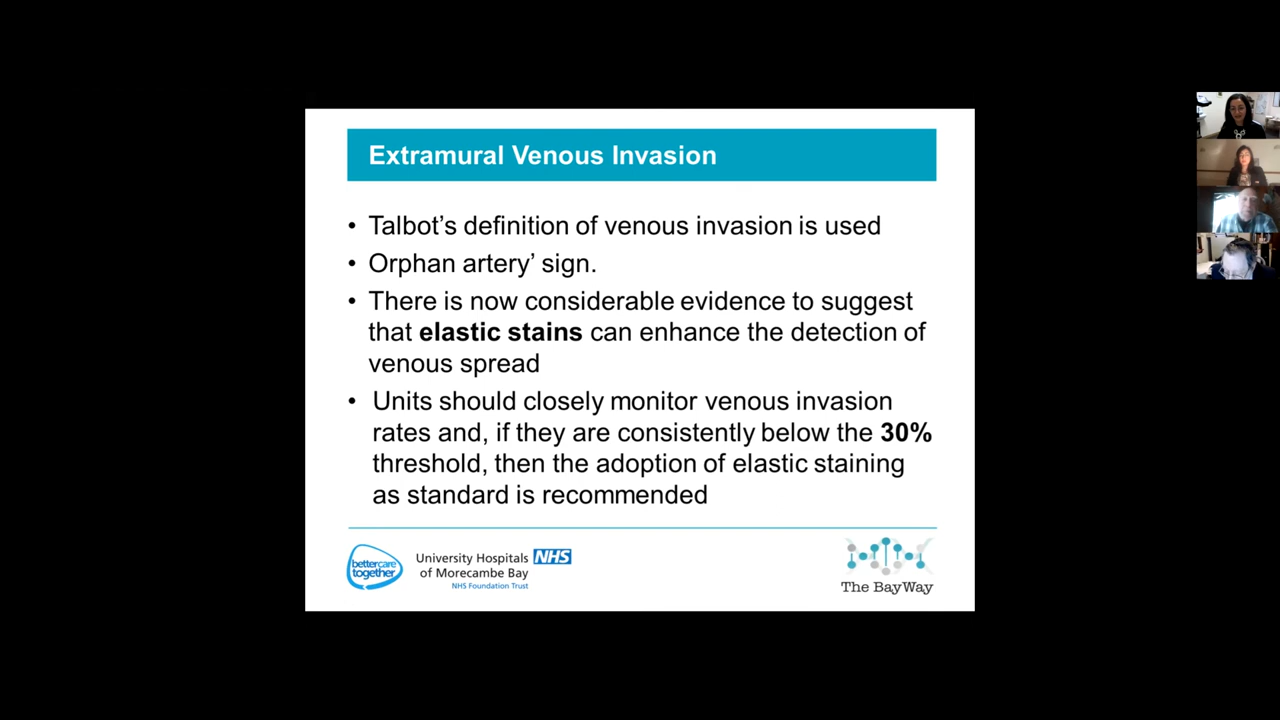 Extramural Venous Invasion
• Talbot’s definition of venous invasion is used
• Orphan artery’ sign.
• There is now considerable evidence to suggest
that elastic stains can enhance the detection of
venous spread
• Units should closely monitor venous invasion
rates and, if they are consistently below the 30%
threshold, then the adoption of elastic staining
as standard is recommended
bettercare
together
University Hospitals NHS
of Morecambe Bay
NHS Foundation Trust
The BayWay